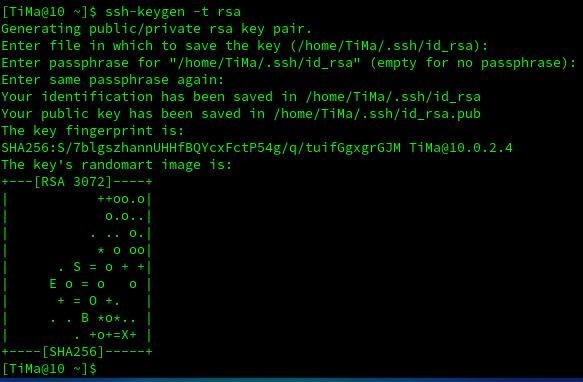 [TiMa@10 ~]$ ssh-keygen -t rsa
Generating public/private rsa key pair.
Enter file in which to save the key (/home/TiMa/.ssh/id_rsa):
Enter passphrase for "/home/TiMa/.ssh/id_rsa" (empty for no passphrase):
Enter same passphrase again:
Your identification has been saved in /home/TiMa/.ssh/id_rsa
Your public key has been saved in /home/TiMa/.ssh/id_rsa.pub
The key fingerprint is:
SHA256:S/7blgszhannUHHfBQYcxFctP54g/q/tuifGgxgrGJM TiMa@10.0.2.4
The key's randomart image is:
+---[RSA 3072]----+
|           ++oo.o|
|            o.o..|
|          . .. o.|
|           * o oo|
|      . S = o + +|
|     E o = o   o |
|      + = O +.   |
|     . . B *o*.. |
|        . +o+=X+ |
+----[SHA256]-----+
[TiMa@10 ~]$